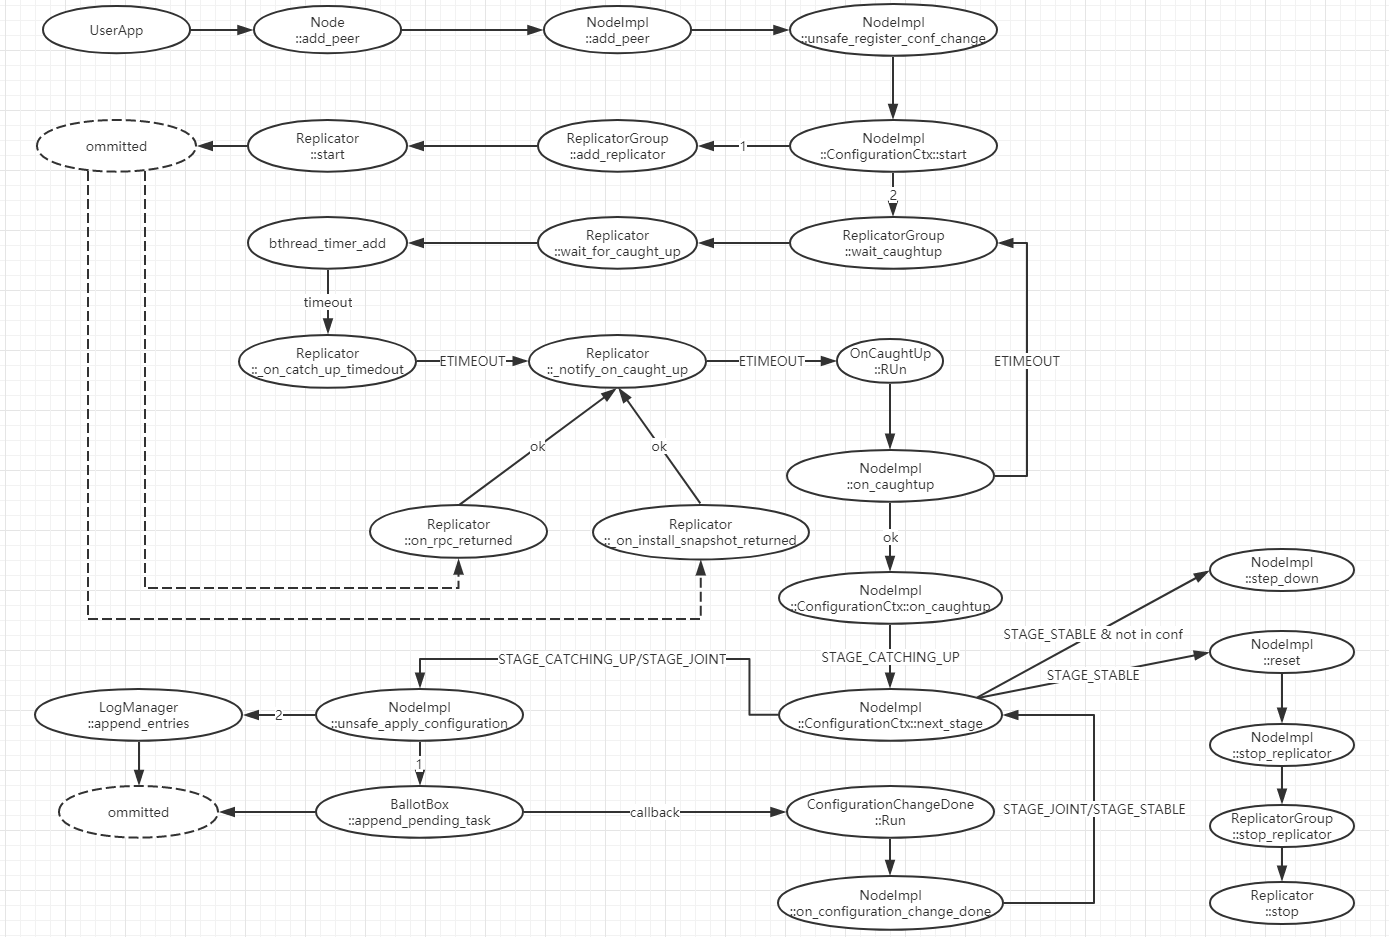 UserApp
Node
::add_peer
NodeImpl
::add_peer
NodeImpl
::unsafe_register_conf_change
ommitted
Replicator
::start
ReplicatorGroup
::add_replicator
1
NodeImpl
::ConfigurationCtx::start
2
bthread_timer_add
Replicator
::wait_for_caught_up
ReplicatorGroup
::wait_caughtup
timeout
Replicator
::_on_catch_up_timedout
ETIMEOUT
Replicator
::_notify_on_caught_up
ETIMEOUT
OnCaughtUp
::RUn
ETIMEOUT
ok
ok
NodeImpl
::on_caughtup
Replicator
::on_rpc_returned
Replicator
::_on_install_snapshot_returned
ok
NodeImpl
::step_down
NodeImpl
::ConfigurationCtx::on_caughtup
STAGE_STABLE & not in conf
STAGE_CATCHING_UP/STAGE_JOINT
STAGE_CATCHING_UP
STAGE_STABLE
NodeImpl
::reset
LogManager
::append_entries
2
NodeImpl
::unsafe_apply_configuration
NodeImpl
::ConfigurationCtx::next_stage
NodeImpl
::stop_replicator
1
ommitted
BallotBox
::append_pending_task
callback
ConfigurationChangeDone
::Run
STAGE_JOINT/STAGE_STABLE
ReplicatorGroup
::stop_replicator
NodeImpl
::on_configuration_change_done
Replicator
::stop